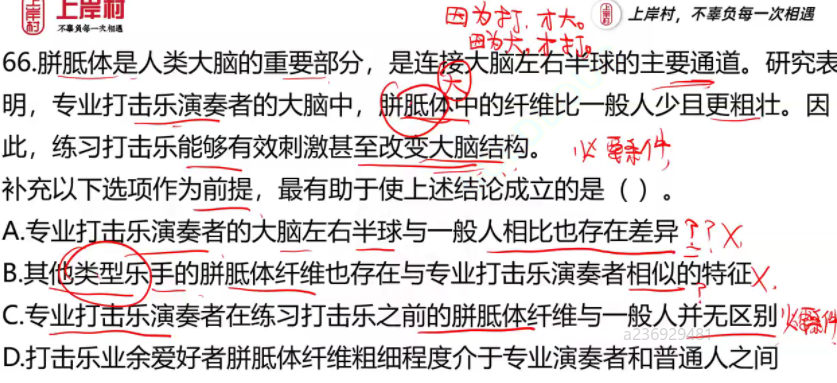 上岸村
不辜负每一次相遇
因为打,才大。
因为大,才打。
上岸村
上岸村,不辜负每一次相遇
66.胼胝体是人类大脑的重要部分,是连接大脑左右半球的主要通道。研究表
大
明,专业打击乐演奏者的大脑中,胼胝体中的纤维比一般人少且更粗壮。因
此,练习打击乐能够有效刺激甚至改变大脑结构。 必要条件
补充以下选项作为前提,最有助于使上述结论成立的是( )。
A.专业打击乐演奏者的大脑左右半球与一般人相比也存在差异 ??X
B.其他类型乐手的胼胝体纤维也存在与专业打击乐演奏者相似的特征X
?
C.专业打击乐演奏者在练习打击乐之前的胼胝体纤维与一般人并无区别 必要条件
a236929481
D.打击乐业余爱好者胼胝体纤维粗细程度介于专业演奏者和普通人之间